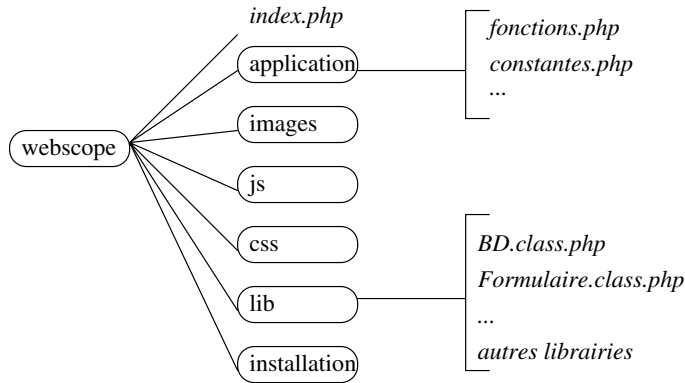 index.php
application
fonctions.php
constantes.php
...
images
webscope
js
css
BD.class.php
Formulaire.class.php
lib
...
autres librairies
installation